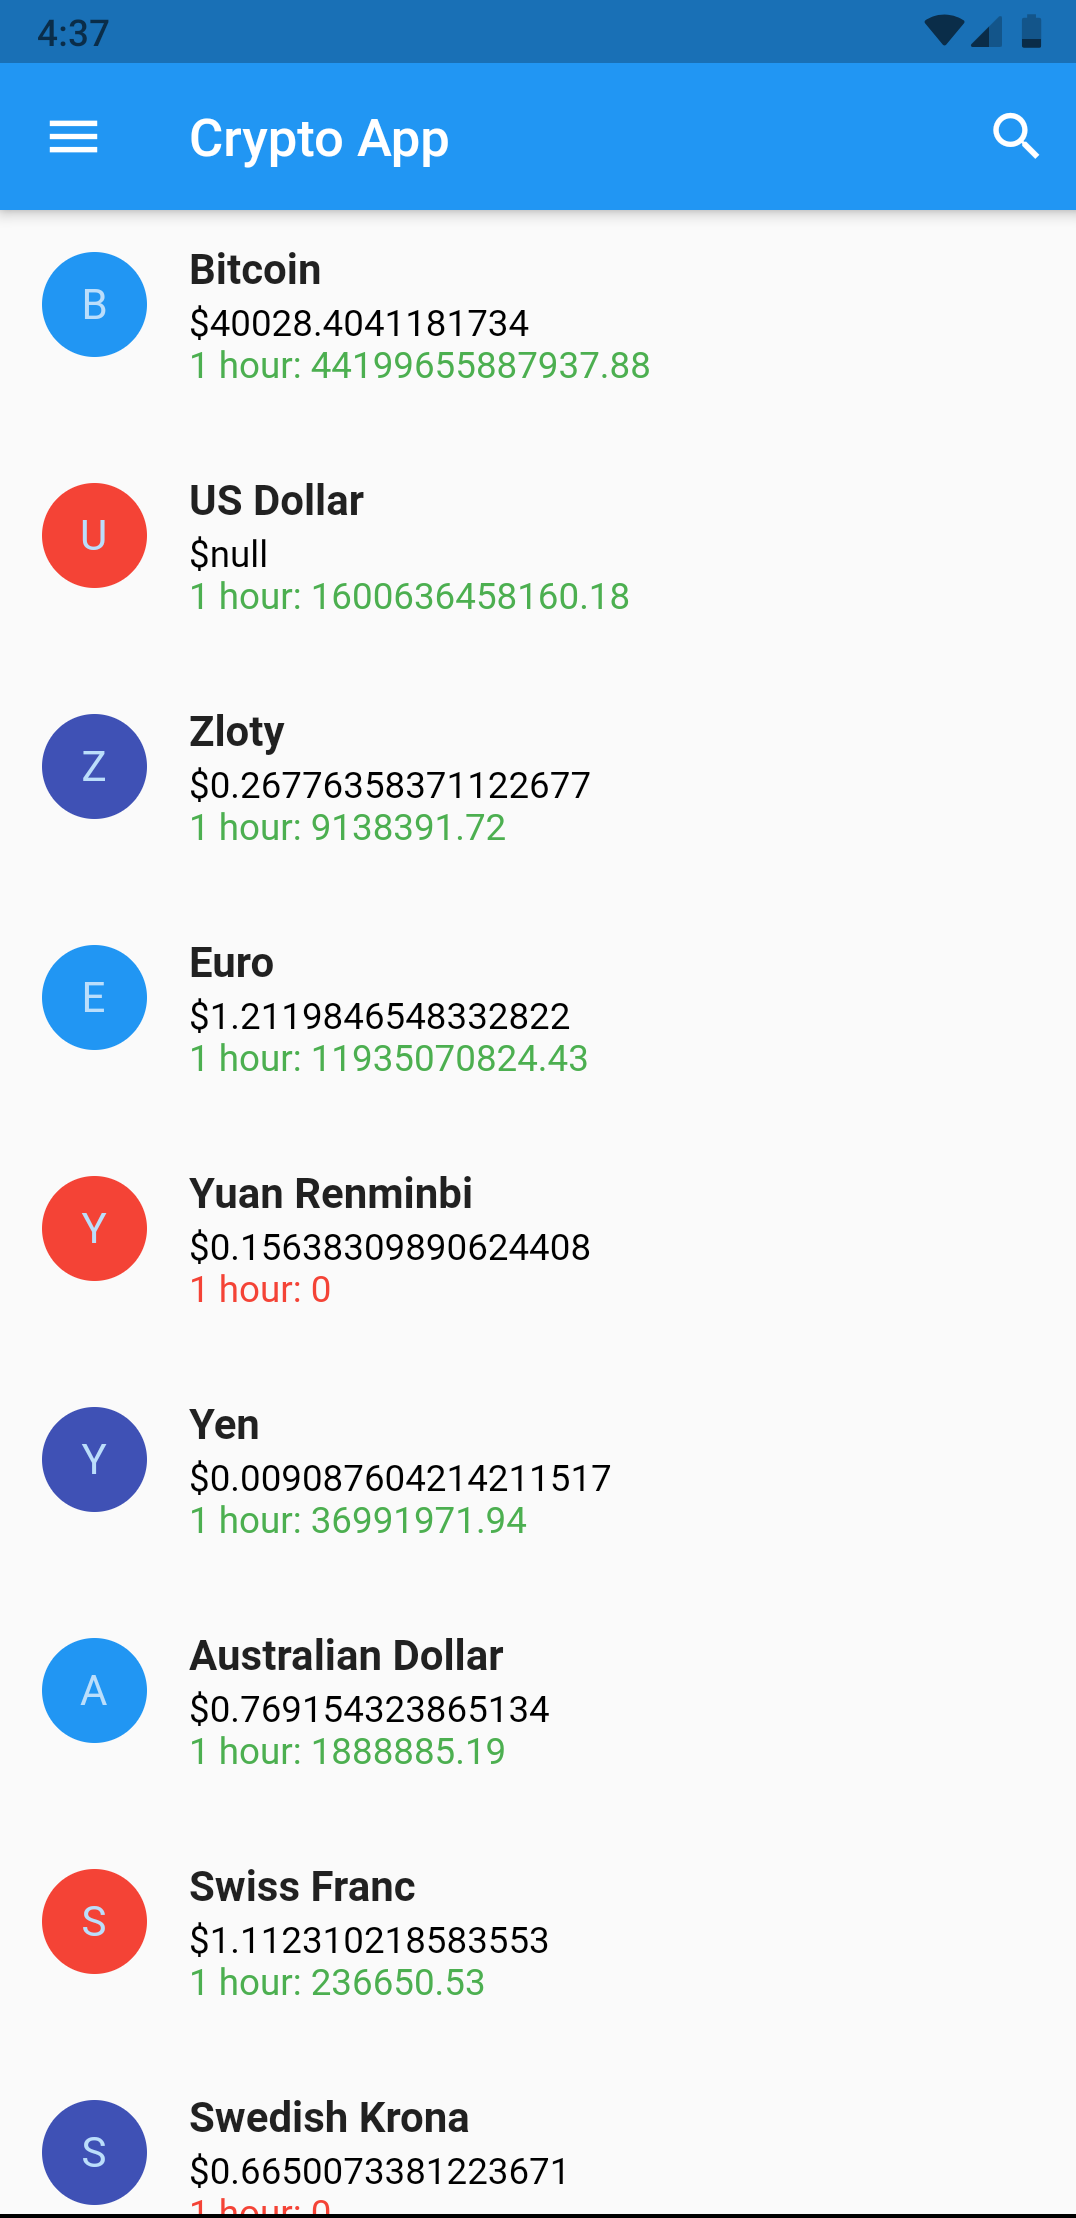 4:37
Crypto App
B
Bitcoin
$40028.4041181734
1 hour: 44199655887937.88
U
US Dollar
$null
1 hour: 1600636458160.18
Z
Zloty
$0.26776358371122677
1 hour: 9138391.72
E
Euro
$1.2119846548332822
1 hour: 11935070824.43
Y
Yuan Renminbi
$0.15638309890624408
1 hour: 0
Y
Yen
$0.009087604214211517
1 hour: 36991971.94
A
Australian Dollar
$0.769154323865134
1 hour: 1888885.19
S
Swiss Franc
$1.112310218583553
1 hour: 236650.53
S
Swedish Krona
$0.6650073381223671
1 hour: 0